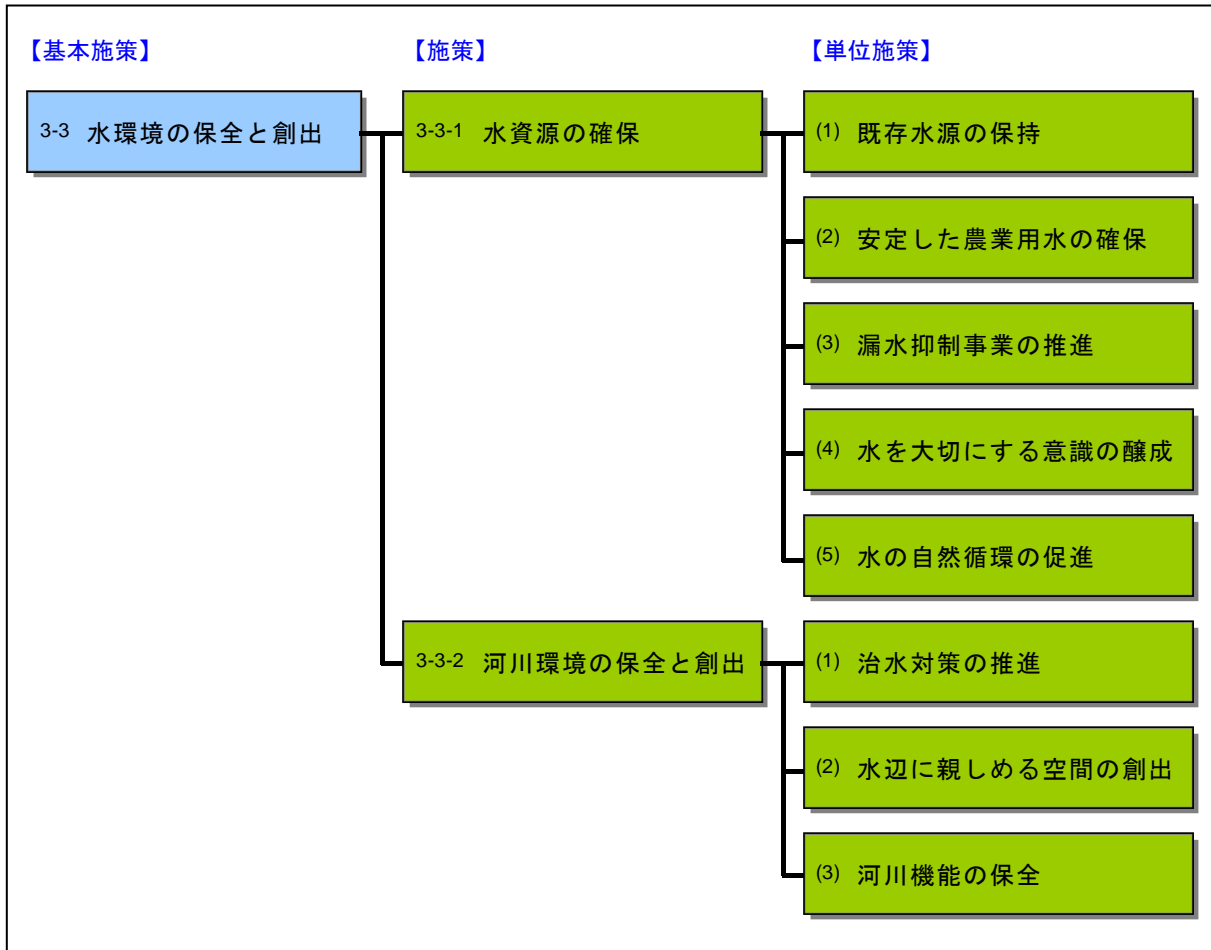 【基本施策】
【施策】
【単位施策】
3-3 水環境の保全と創出
3-3-1 水資源の確保
(1) 既存水源の保持
(2) 安定した農業用水の確保
(3) 漏水抑制事業の推進
(4) 水を大切にする意識の醸成
(5) 水の自然循環の促進
3-3-2 河川環境の保全と創出
(1) 治水対策の推進
(2) 水辺に親しめる空間の創出
(3) 河川機能の保全